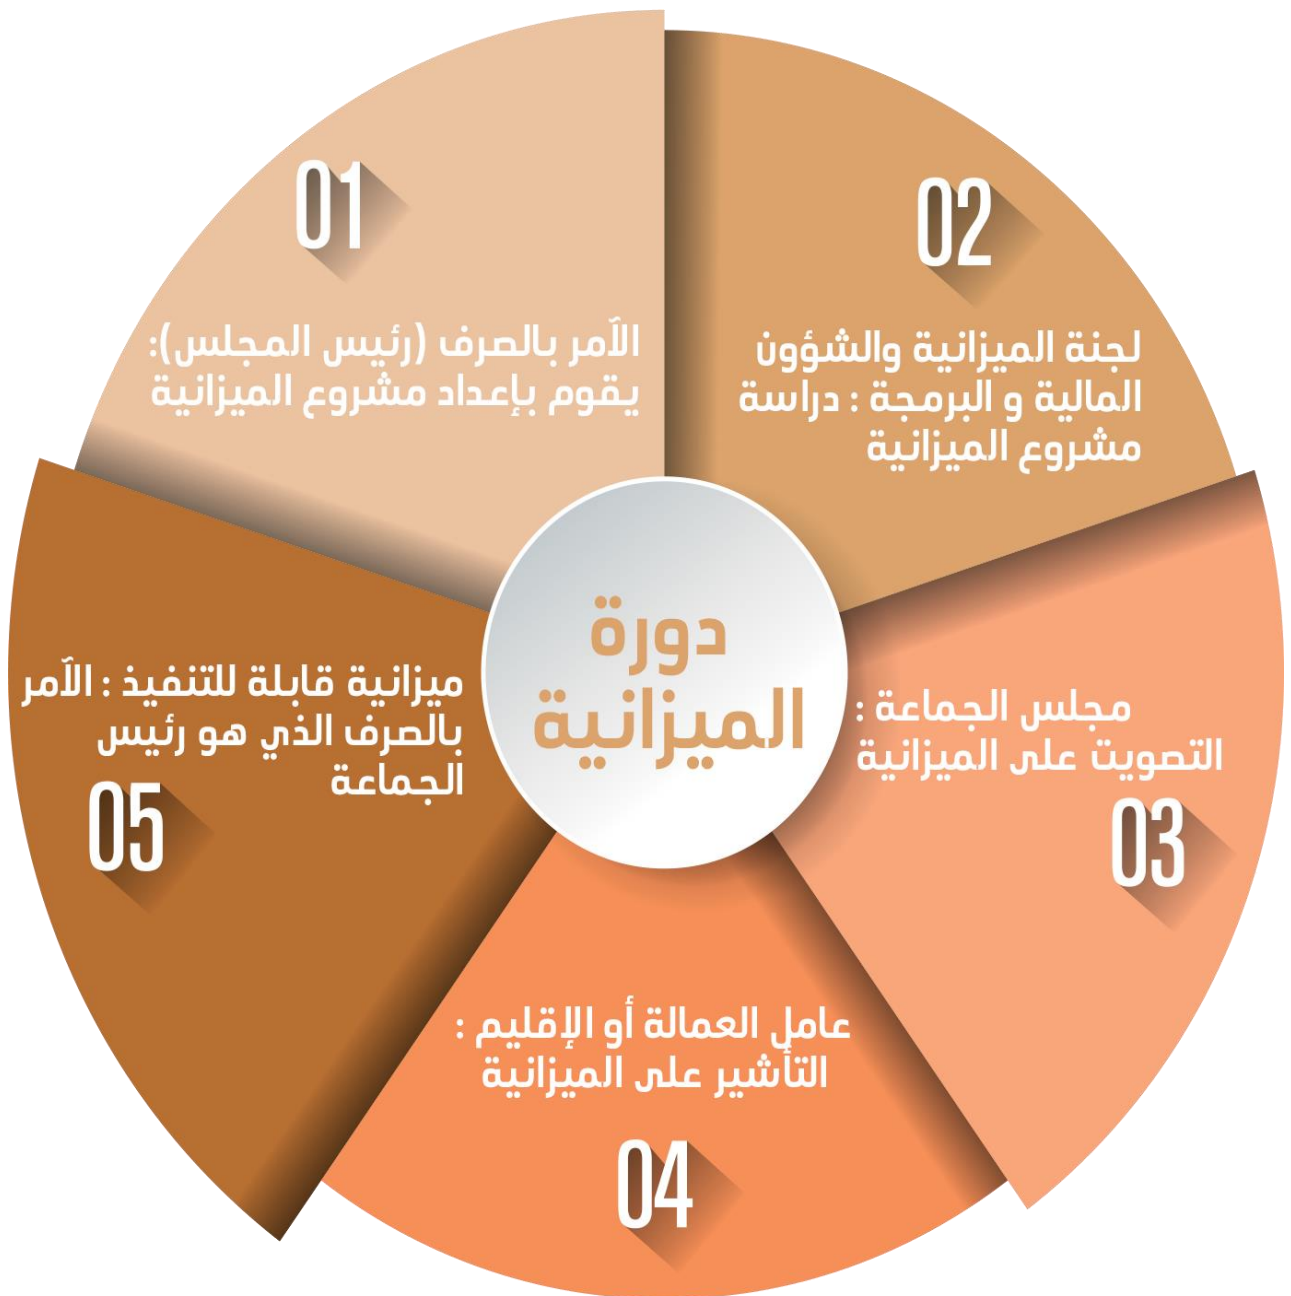 دورة
الميزانية
01
الآمر بالصرف (رئيس المجلس):
يقوم بإعداد مشروع الميزانية
02
لجنة الميزانية والشؤون
المالية و البرمجة : دراسة
مشروع الميزانية
مجلس الجماعة :
التصويت على الميزانية
03
عامل العمالة أو الإقليم :
التأشير على الميزانية
04
ميزانية قابلة للتنفيذ : الآمر
بالصرف الذي هو رئيس
الجماعة
05